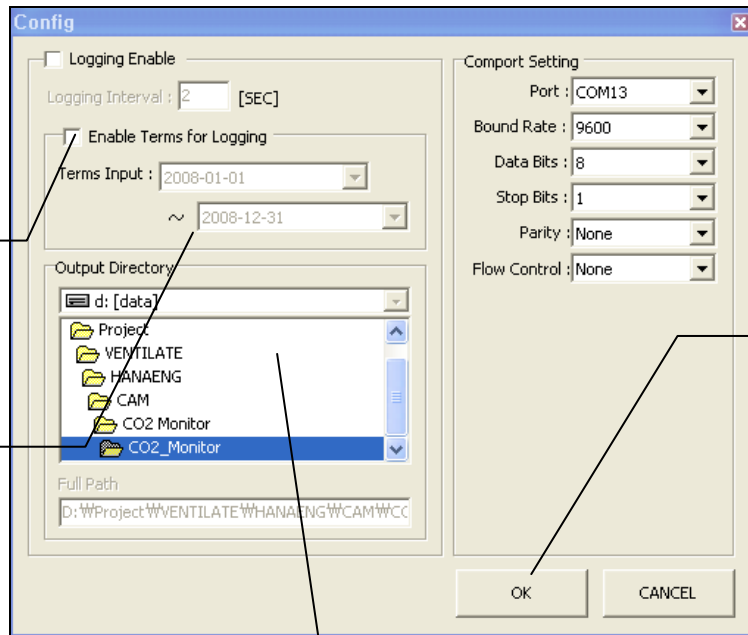 Config
Logging Enable
Logging Interval : 2 [SEC]
Enable Terms for Logging
Terms Input : 2008-01-01
~ 2008-12-31
Output Directory
d: [data]
Project
VENTILATE
HANAENG
CAM
CO2 Monitor
CO2_Monitor
Full Path
D:₩Project₩VENTILATE₩HANAENG₩CAM₩CC
Comport Setting
Port : COM13
Bound Rate : 9600
Data Bits : 8
Stop Bits : 1
Parity : None
Flow Control : None
OK
CANCEL